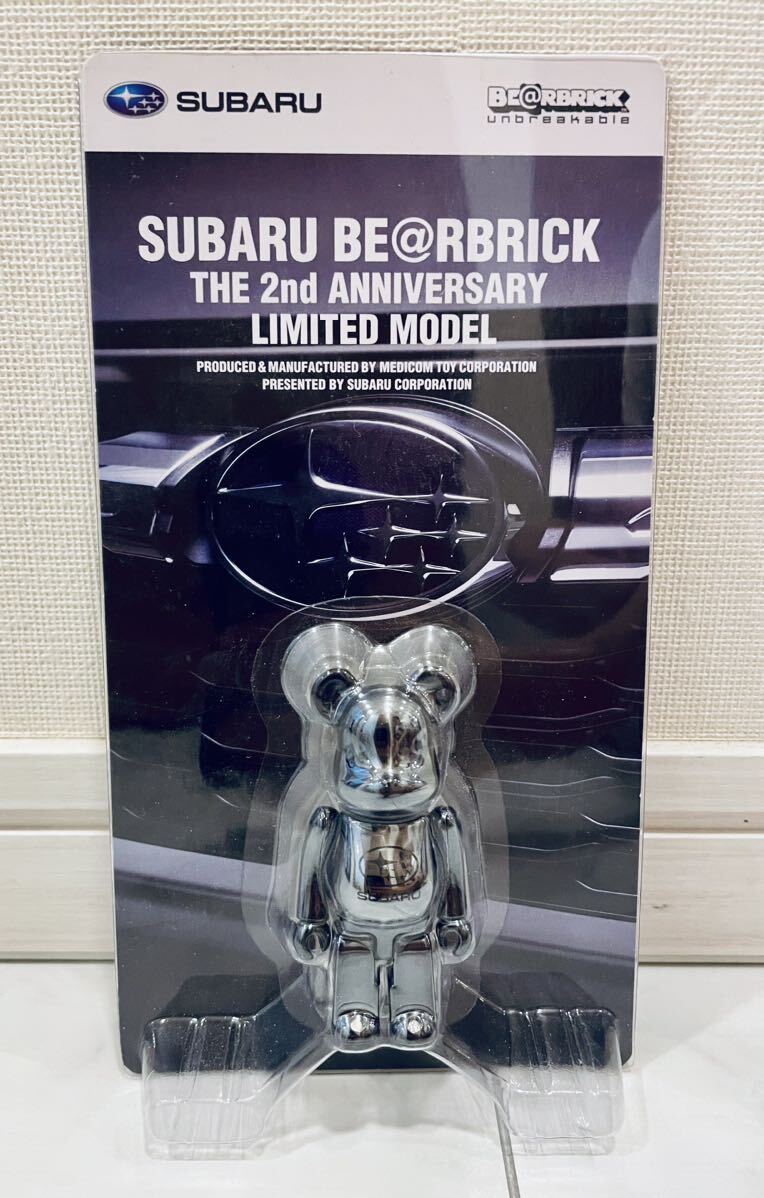 SUBARU
BE@RBRICK
unbreakable
SUBARU BE@RBRICK
THE 2nd ANNIVERSARY
LIMITED MODEL
PRODUCED & MANUFACTURED BY MEDICOM TOY CORPORATION
PRESENTED BY SUBARU CORPORATION
SUBARU